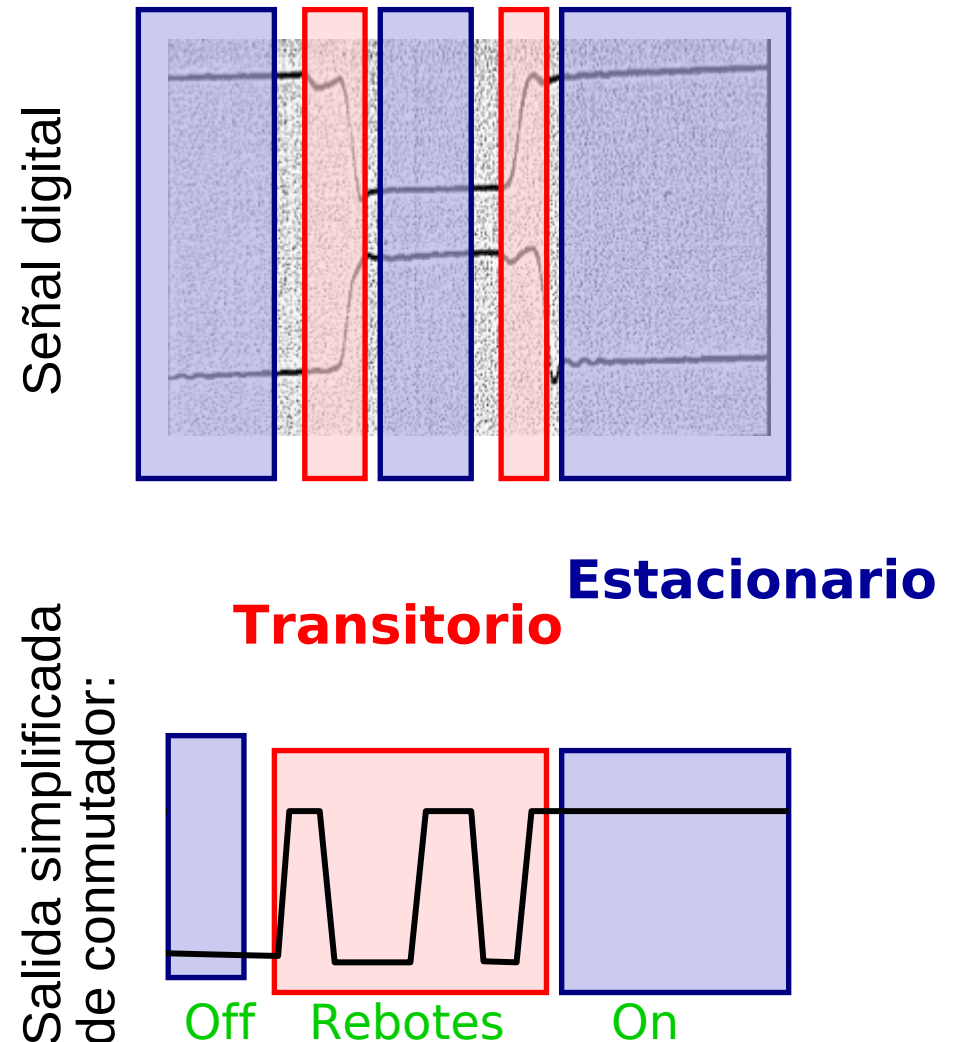 Señal digital
Estacionario
Transitorio
Salida simplificada
de conmutador:
Off
Rebotes
On